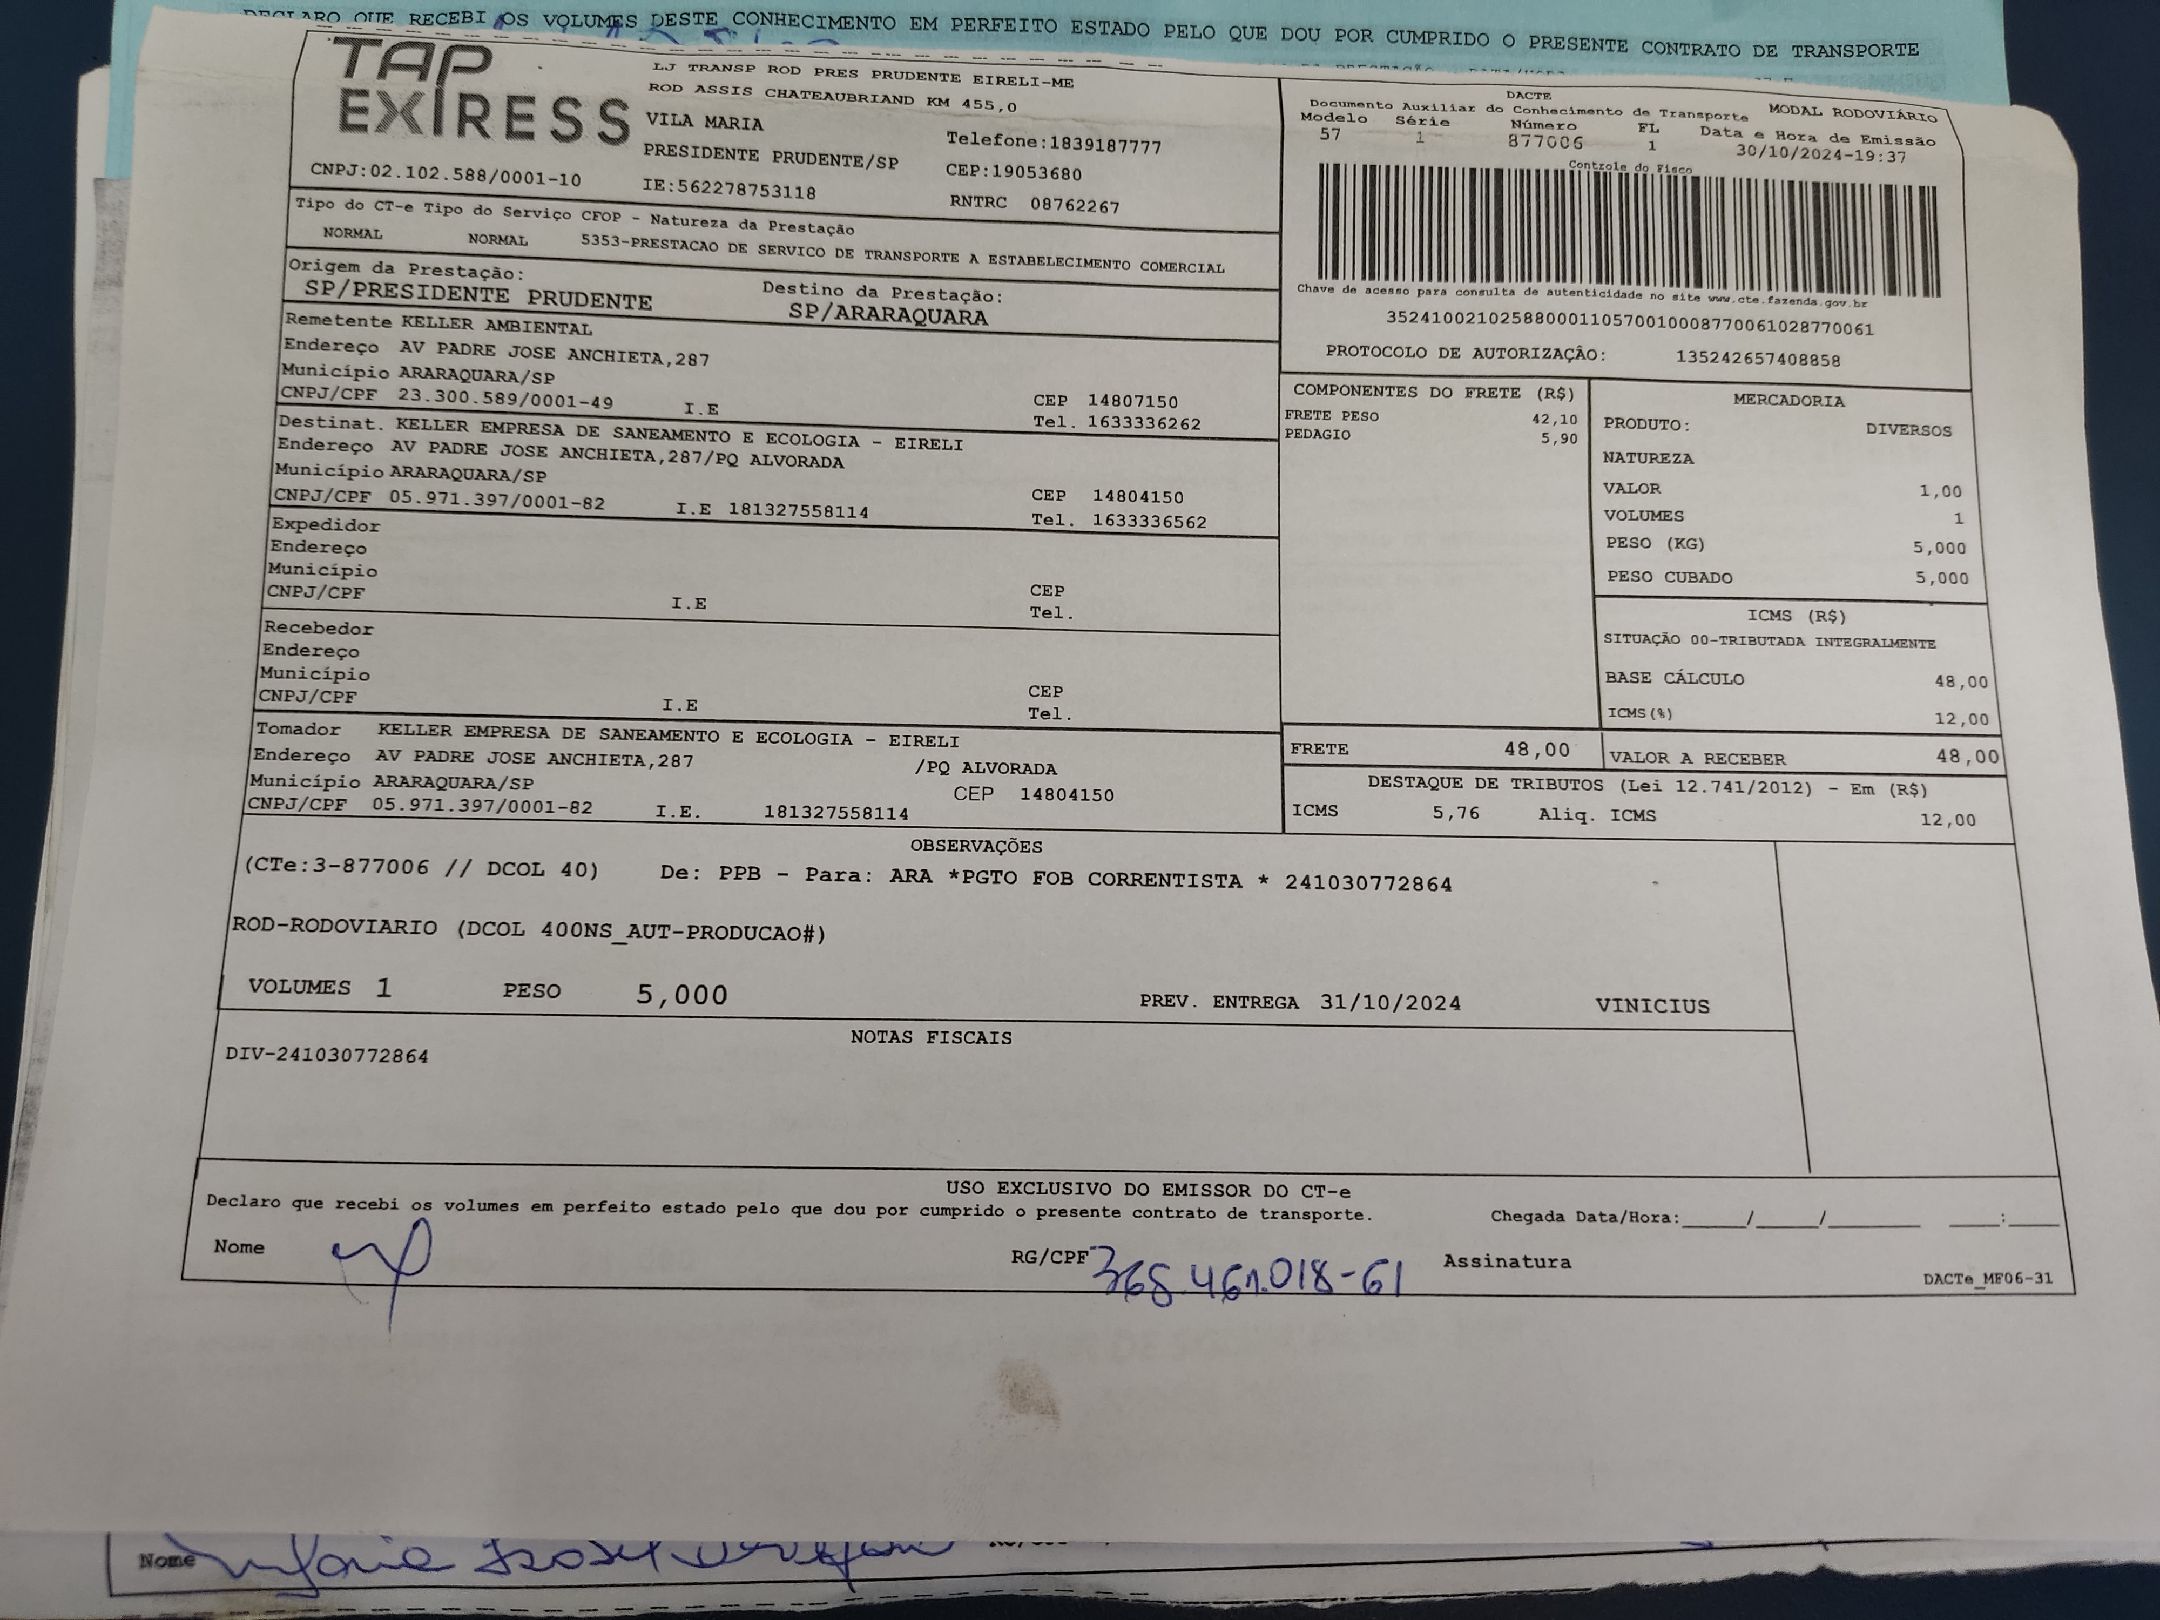 DECLARO QUE RECEBI OS VOLUMES DESTE CONHECIMENTO EM PERFEITO ESTADO PELO QUE DOU POR CUMPRIDO O PRESENTE CONTRATO DE TRANSPORTE
TAP EXPRESS
LJ TRANSP ROD PRES PRUDENTE EIRELI-ME
ROD ASSIS CHATEAUBRIAND KM 455,0
VILA MARIA
Telefone:1839187777
PRESIDENTE PRUDENTE/SP
CEP:19053680
CNPJ:02.102.588/0001-10
IE:562278753118
RNTRC 08762267
DACTE
Documento Auxiliar do Conhecimento de Transporte
MODAL RODOVIÁRIO
Modelo Série Número FL Data e Hora de Emissão
57 1 877006 1 30/10/2024-19:37
Controle do Fisco
Chave de acesso para consulta de autenticidade no site www.cte.fazenda.gov.br
35241002102588000110570010008770061028770061
PROTOCOLO DE AUTORIZAÇÂO: 135242657408858
Tipo do CT-e Tipo do Serviço CFOP - Natureza da Prestação
NORMAL NORMAL 5353-PRESTACAO DE SERVICO DE TRANSPORTE A ESTABELECIMENTO COMERCIAL
Origem da Prestação:
SP/PRESIDENTE PRUDENTE
Destino da Prestação:
SP/ARARAQUARA
Remetente KELLER AMBIENTAL
Endereço AV PADRE JOSE ANCHIETA,287
Município ARARAQUARA/SP
CEP 14807150
CNPJ/CPF 23.300.589/0001-49 I.E
Tel. 1633336262
Destinat. KELLER EMPRESA DE SANEAMENTO E ECOLOGIA - EIRELI
Endereço AV PADRE JOSE ANCHIETA,287/PQ ALVORADA
Município ARARAQUARA/SP
CEP 14804150
CNPJ/CPF 05.971.397/0001-82 I.E 181327558114
Tel. 1633336562
Expedidor
Endereço
Município
CEP
CNPJ/CPF I.E
Tel.
Recebedor
Endereço
Município
CEP
CNPJ/CPF I.E
Tel.
Tomador KELLER EMPRESA DE SANEAMENTO E ECOLOGIA - EIRELI
Endereço AV PADRE JOSE ANCHIETA,287 /PQ ALVORADA
Município ARARAQUARA/SP CEP 14804150
CNPJ/CPF 05.971.397/0001-82 I.E. 181327558114
COMPONENTES DO FRETE (R$)
FRETE PESO 42,10
PEDAGIO 5,90
MERCADORIA
PRODUTO: DIVERSOS
NATUREZA
VALOR 1,00
VOLUMES 1
PESO (KG) 5,000
PESO CUBADO 5,000
ICMS (R$)
SITUAÇÃO 00-TRIBUTADA INTEGRALMENTE
BASE CÁLCULO 48,00
ICMS(%) 12,00
FRETE 48,00
VALOR A RECEBER 48,00
DESTAQUE DE TRIBUTOS (Lei 12.741/2012) - Em (R$)
ICMS 5,76 Aliq. ICMS 12,00
OBSERVAÇÕES
(CTe:3-877006 // DCOL 40) De: PPB - Para: ARA *PGTO FOB CORRENTISTA * 241030772864
ROD-RODOVIARIO (DCOL 400NS_AUT-PRODUCAO#)
VOLUMES 1 PESO 5,000 PREV. ENTREGA 31/10/2024 VINICIUS
NOTAS FISCAIS
DIV-241030772864
USO EXCLUSIVO DO EMISSOR DO CT-e
Declaro que recebi os volumes em perfeito estado pelo que dou por cumprido o presente contrato de transporte.
Chegada Data/Hora:_____/_____/_______ ____:____
Nome RG/CPF 368.461.018-61 Assinatura
DACTe_MF06-31
Nome